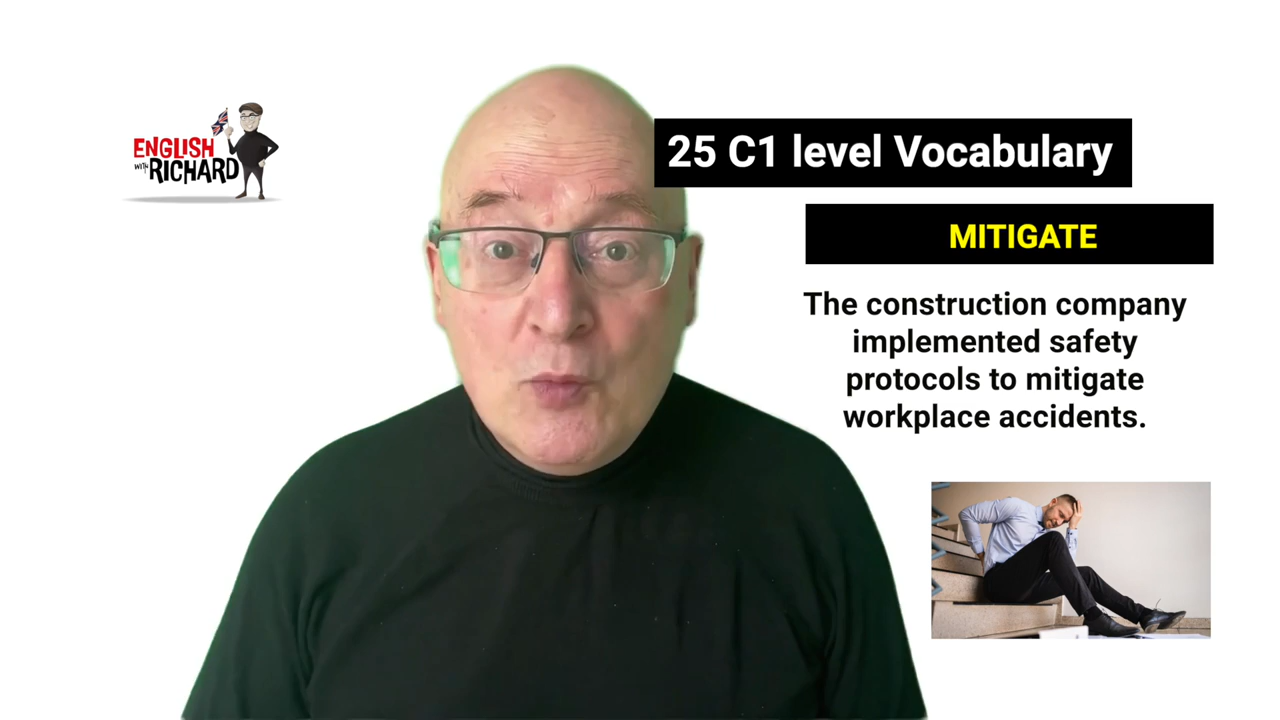 ENGLISH
WITH RICHARD
25 C1 level Vocabulary
MITIGATE
The construction company
implemented safety
protocols to mitigate
workplace accidents.